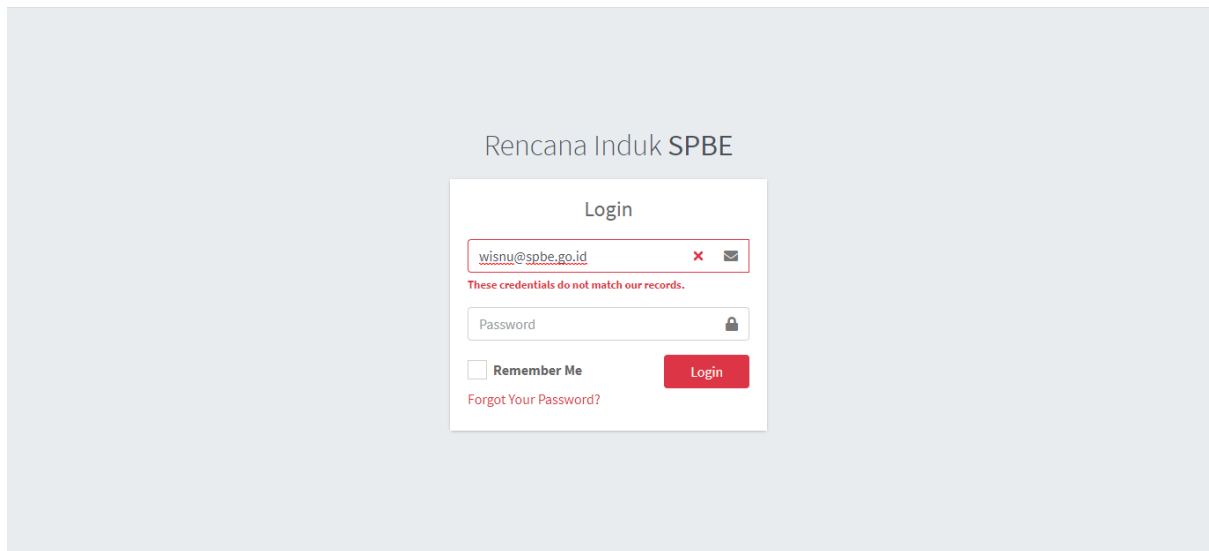 Rencana Induk SPBE
Login
wisnu@spbe.go.id
These credentials do not match our records.
Password
Remember Me
Login
Forgot Your Password?